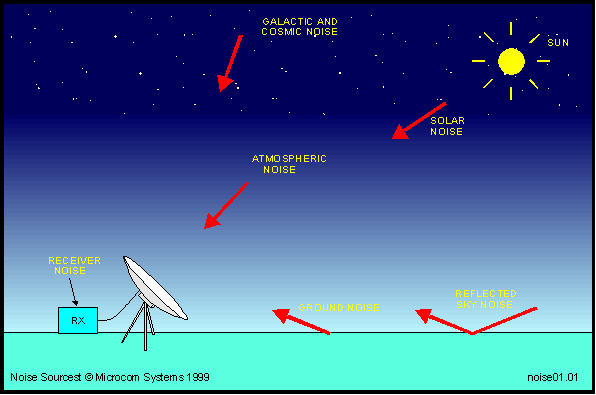 GALACTIC AND
COSMIC NOISE
SUN
SOLAR
NOISE
ATMOSPHERIC
NOISE
RECEIVER
NOISE
RX
GROUND NOISE
REFLECTED
SKY NOISE
Noise Sourcest © Microcom Systems 1999
noise01.01